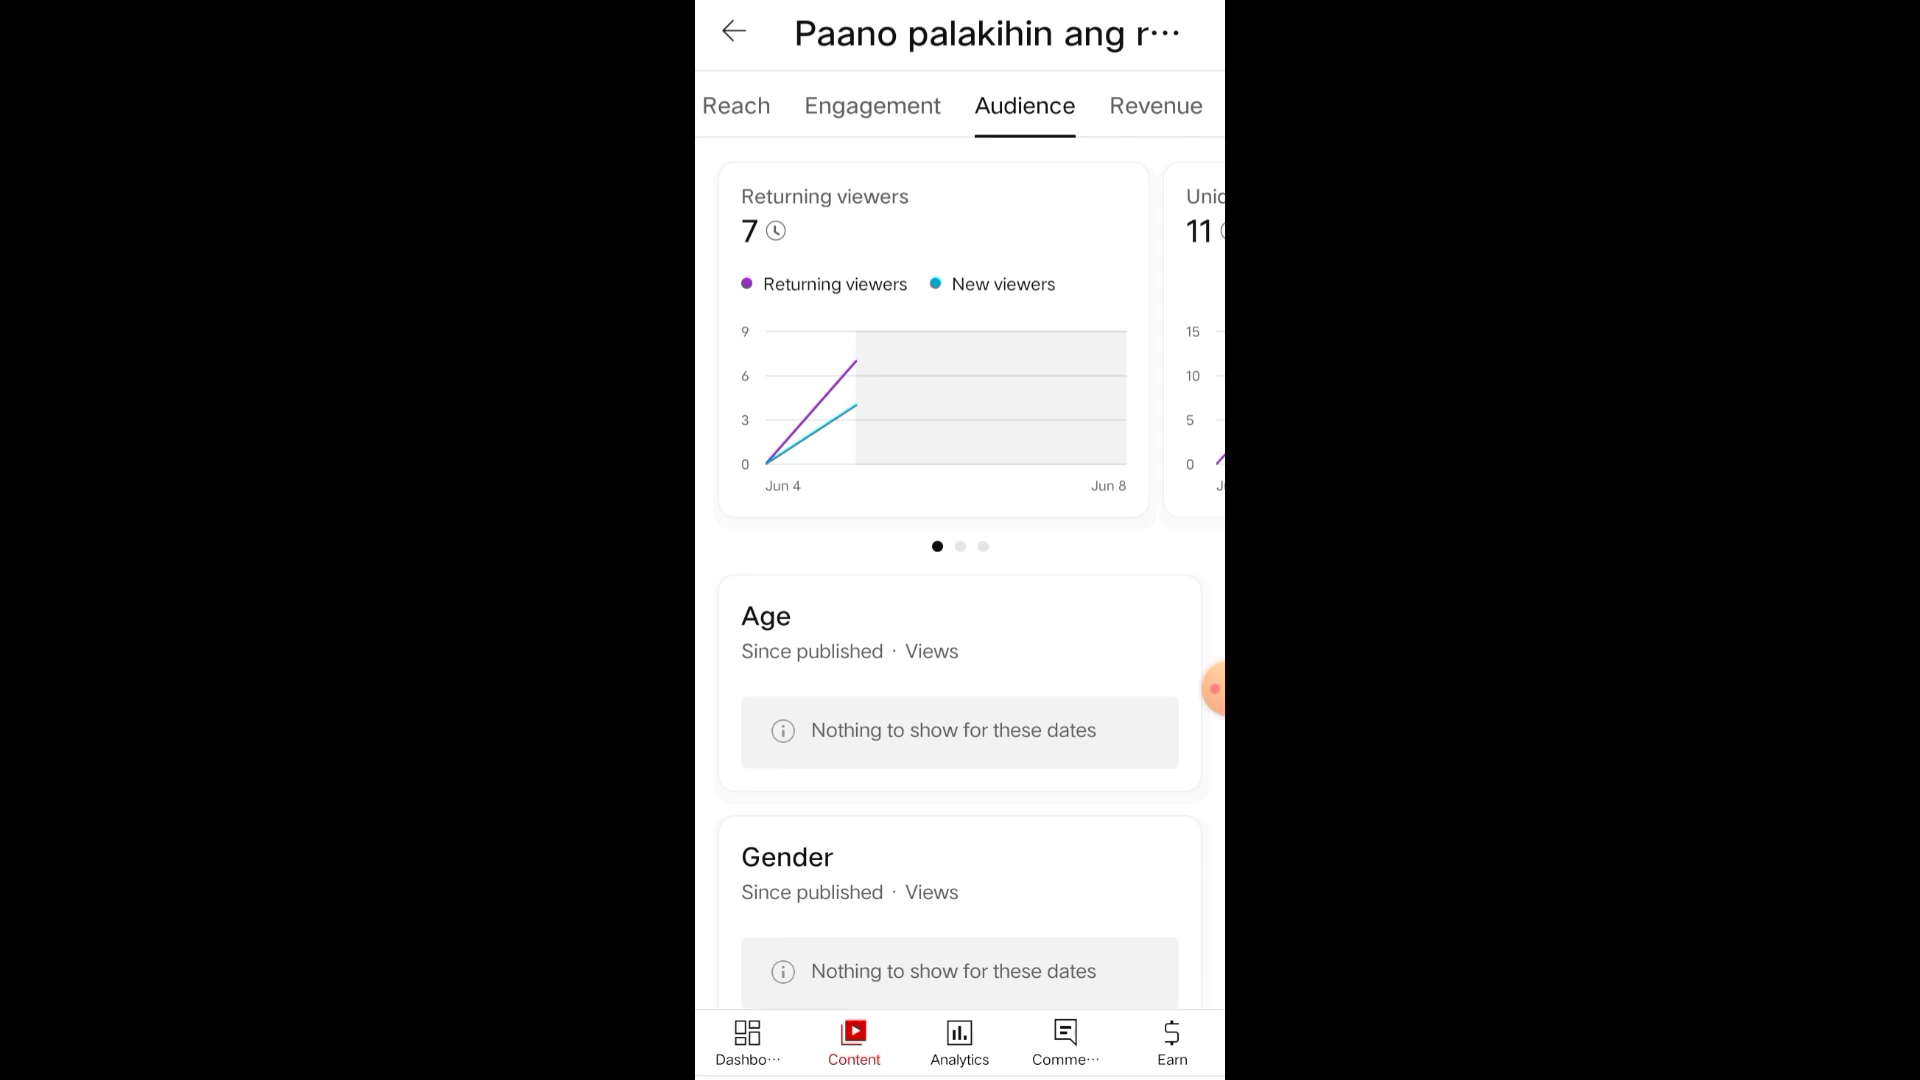 Paano palakihin ang r···
Reach Engagement Audience Revenue
Returning viewers
7
Returning viewers New viewers
9
6
3
0
Jun 4 Jun 8
11
15
10
5
0
Age
Since published · Views
Nothing to show for these dates
Gender
Since published · Views
Nothing to show for these dates
Dashbo··· Content Analytics Comme··· Earn